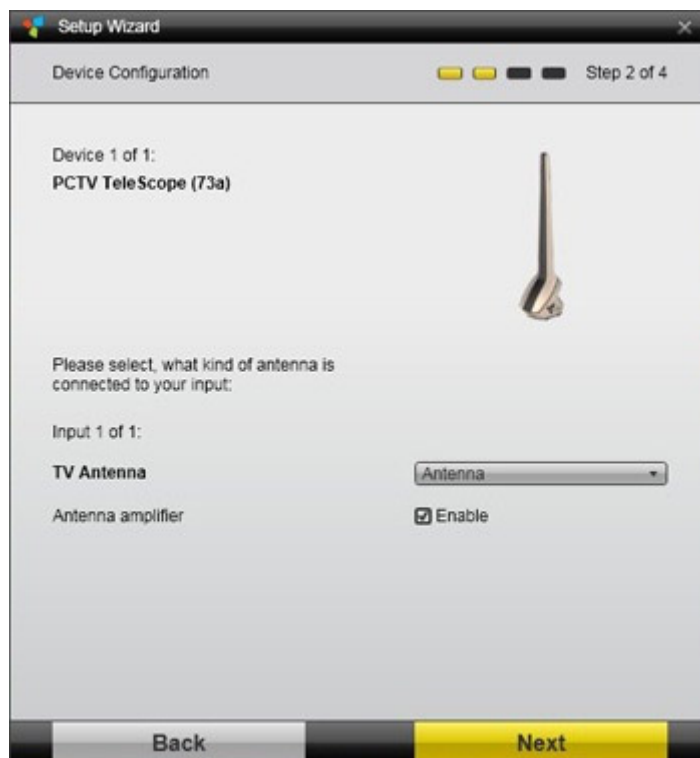 Setup Wizard
Device Configuration
Step 2 of 4
Device 1 of 1:
PCTV TeleScope (73a)
Please select, what kind of antenna is
connected to your input:
Input 1 of 1:
TV Antenna
Antenna
Antenna amplifier
Enable
Back
Next